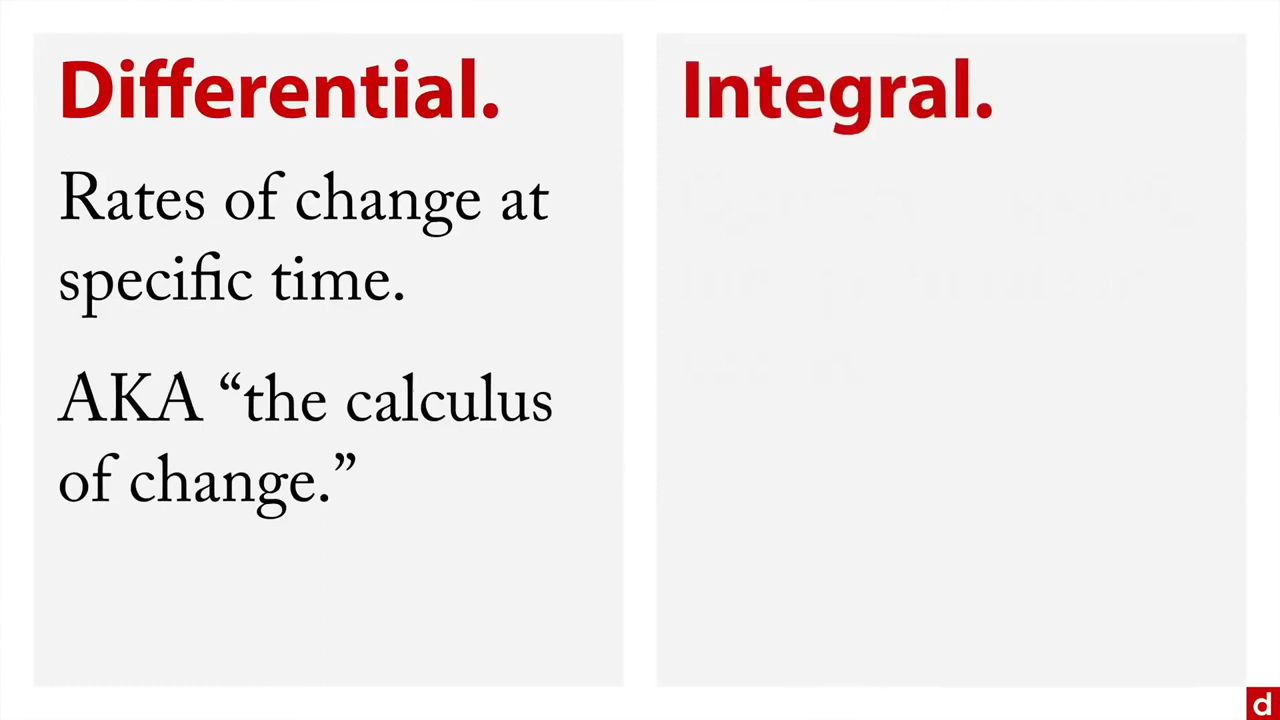 Differential.
Rates of change at
specific time.
AKA “the calculus
of change.”
Integral.
d